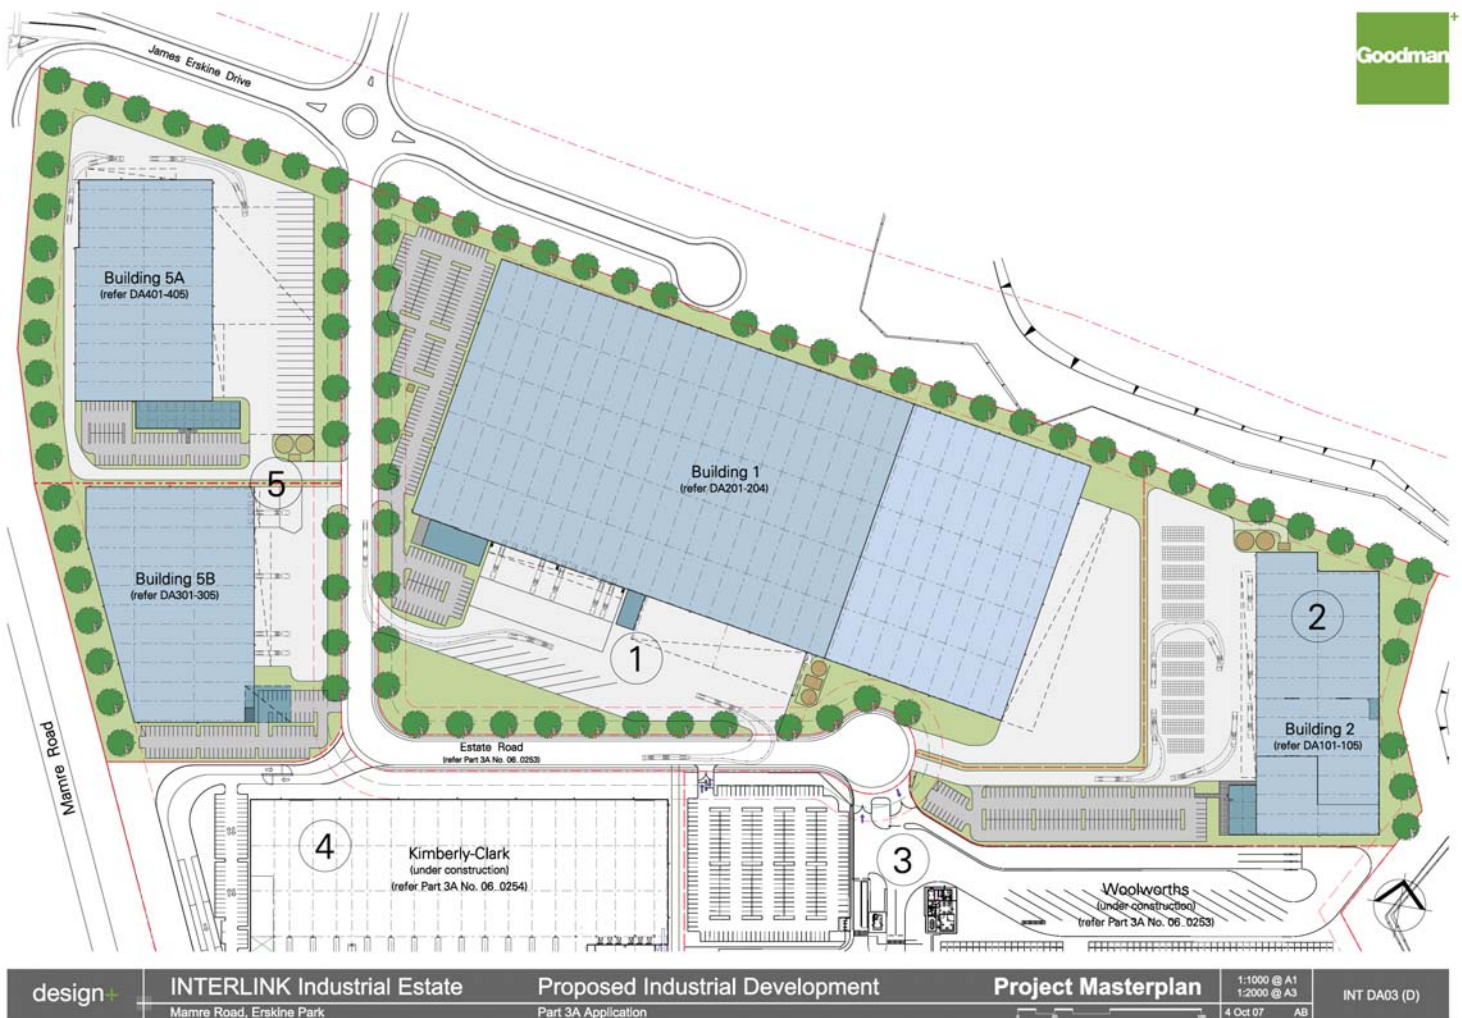 Goodman
James Erskine Drive
Building 5A
(refer DA401-405)
Building 1
(refer DA201-204)
5
Building 5B
(refer DA301-305)
2
1
Building 2
(refer DA101-105)
Mamre Road
Estate Road
(refer Part 3A No. 06_0253)
4
Kimberly-Clark
(under construction)
(refer Part 3A No. 06_0254)
3
Woolworths
(under construction)
(refer Part 3A No. 06_0253)
design+
INTERLINK Industrial Estate
Mamre Road, Erskine Park
Proposed Industrial Development
Part 3A Application
Project Masterplan
1:1000 @ A1
1:2000 @ A3
4 Oct 07 AB
INT DA03 (D)